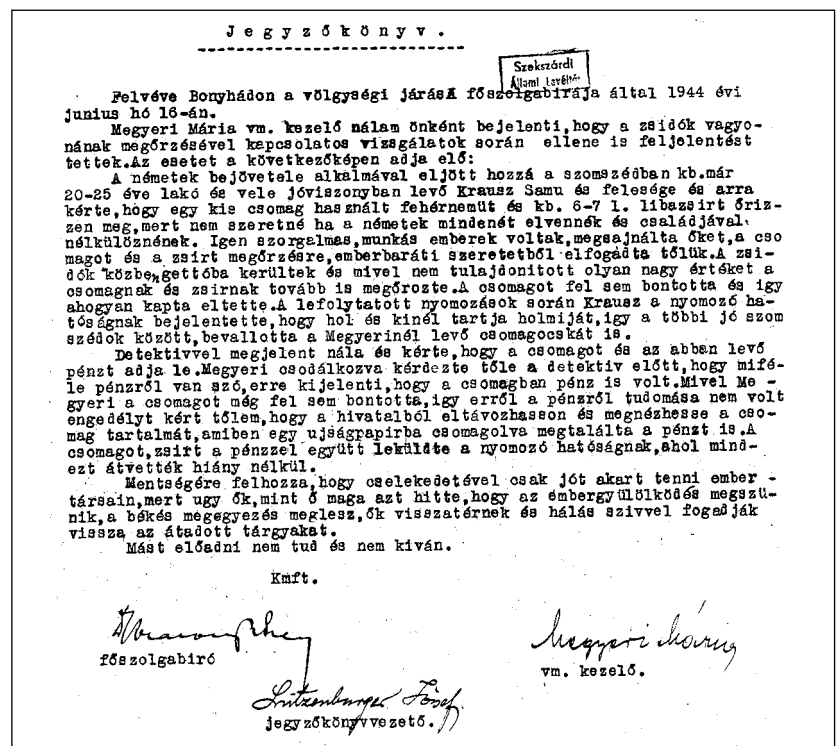 Jegyzőkönyv.
Szekszárdi
Állami Levéltár
Felvéve Bonyhádon a völgységi járás főszolgabirája által 1944 évi
junius hó 16-án.
Megyeri Mária vm. kezelő nálam önként bejelenti,hogy a zsidók vagyo-
nának megőrzésével kapcsolatos vizsgálatok során ellene is feljelentést
tettek.Az esetet a következőképen adja elő:
A németek bejövetele alkalmával eljött hozzá a szomszédban kb.már
20-25 éve lakó és vele jóviszonyban levő Krausz Samu és felesége és arra
kérte,hogy egy kis csomag használt fehérnemüt és kb. 6-7 l. libazsirt őriz-
zen meg,mert nem szeretné ha a németek mindenét elvennék és családjával
nélkülöznének. Igen szorgalmas,munkás emberek voltak,megsajnálta őket,a cso
magot és a zsirt megőrzésre,emberbaráti szeretetből elfogadta tőlük.A zsi-
dók közben gettóba kerültek és mivel nem tulajdonitott olyan nagy értéket a
csomagnak és zsirnak tovább is megőrozte.A csomagot fel sem bontotta és igy
ahogyan kapta eltette.A lefolytatott nyomozások során Krausz a nyomozó ha-
tóságnak bejelentette,hogy hol és kinél tartja holmiját,igy a többi jó szom
szédok között,bevallotta a Megyerinél levő csomagocskát is.
Detektivvel megjelent nála és kérte,hogy a csomagot és az abban levő
pénzt adja le.Megyeri csodálkozva kérdezte tőle a detektiv előtt,hogy mifé-
le pénzről van szó,erre kijelenti,hogy a csomagban pénz is volt.Mivel Me -
gyeri a csomagot még fel sem bontotta,igy erről a pénzről tudomása nem volt
engedélyt kért tőlem,hogy a hivatalból eltávozhasson és megnézhesse a cso-
mag tartalmát,amiben egy ujságpapirba csomagolva megtalálta a pénzt is.A
csomagot,zsirt a pénzzel együtt leküldte a nyomozó hatóságnak,ahol mind-
ezt átvették hiány nélkül.
Mentségére felhozza,hogy cselekedetével csak jót akart tenni ember -
társain,mert ugy ők,mint ő maga azt hitte,hogy az émbergyülölködés megszü-
nik,a békés megegyezés meglesz,ők visszatérnek és hálás szivvel fogadják
vissza az átadott tárgyakat.
Mást előadni nem tud és nem kiván.
Kmft.
főszolgabiró
Megyeri Mária
vm. kezelő.
Lutzenburger József
jegyzőkönyvvezető.